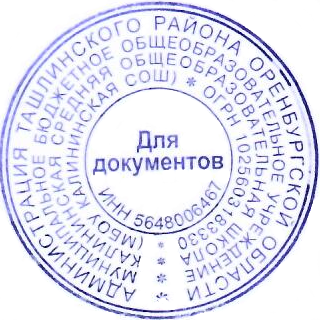 АДМИНИСТРАЦИЯ ТАШЛИНСКОГО РАЙОНА ОРЕНБУРГСКОЙ ОБЛАСТИ
МУНИЦИПАЛЬНОЕ БЮДЖЕТНОЕ ОБЩЕОБРАЗОВАТЕЛЬНОЕ УЧРЕЖДЕНИЕ
КАЛИНИНСКАЯ СРЕДНЯЯ ОБЩЕОБРАЗОВАТЕЛЬНАЯ ШКОЛА
(МБОУ КАЛИНИНСКАЯ СОШ) * ОГРН 1025603183330 *
ИНН 5648006467
Для
документов